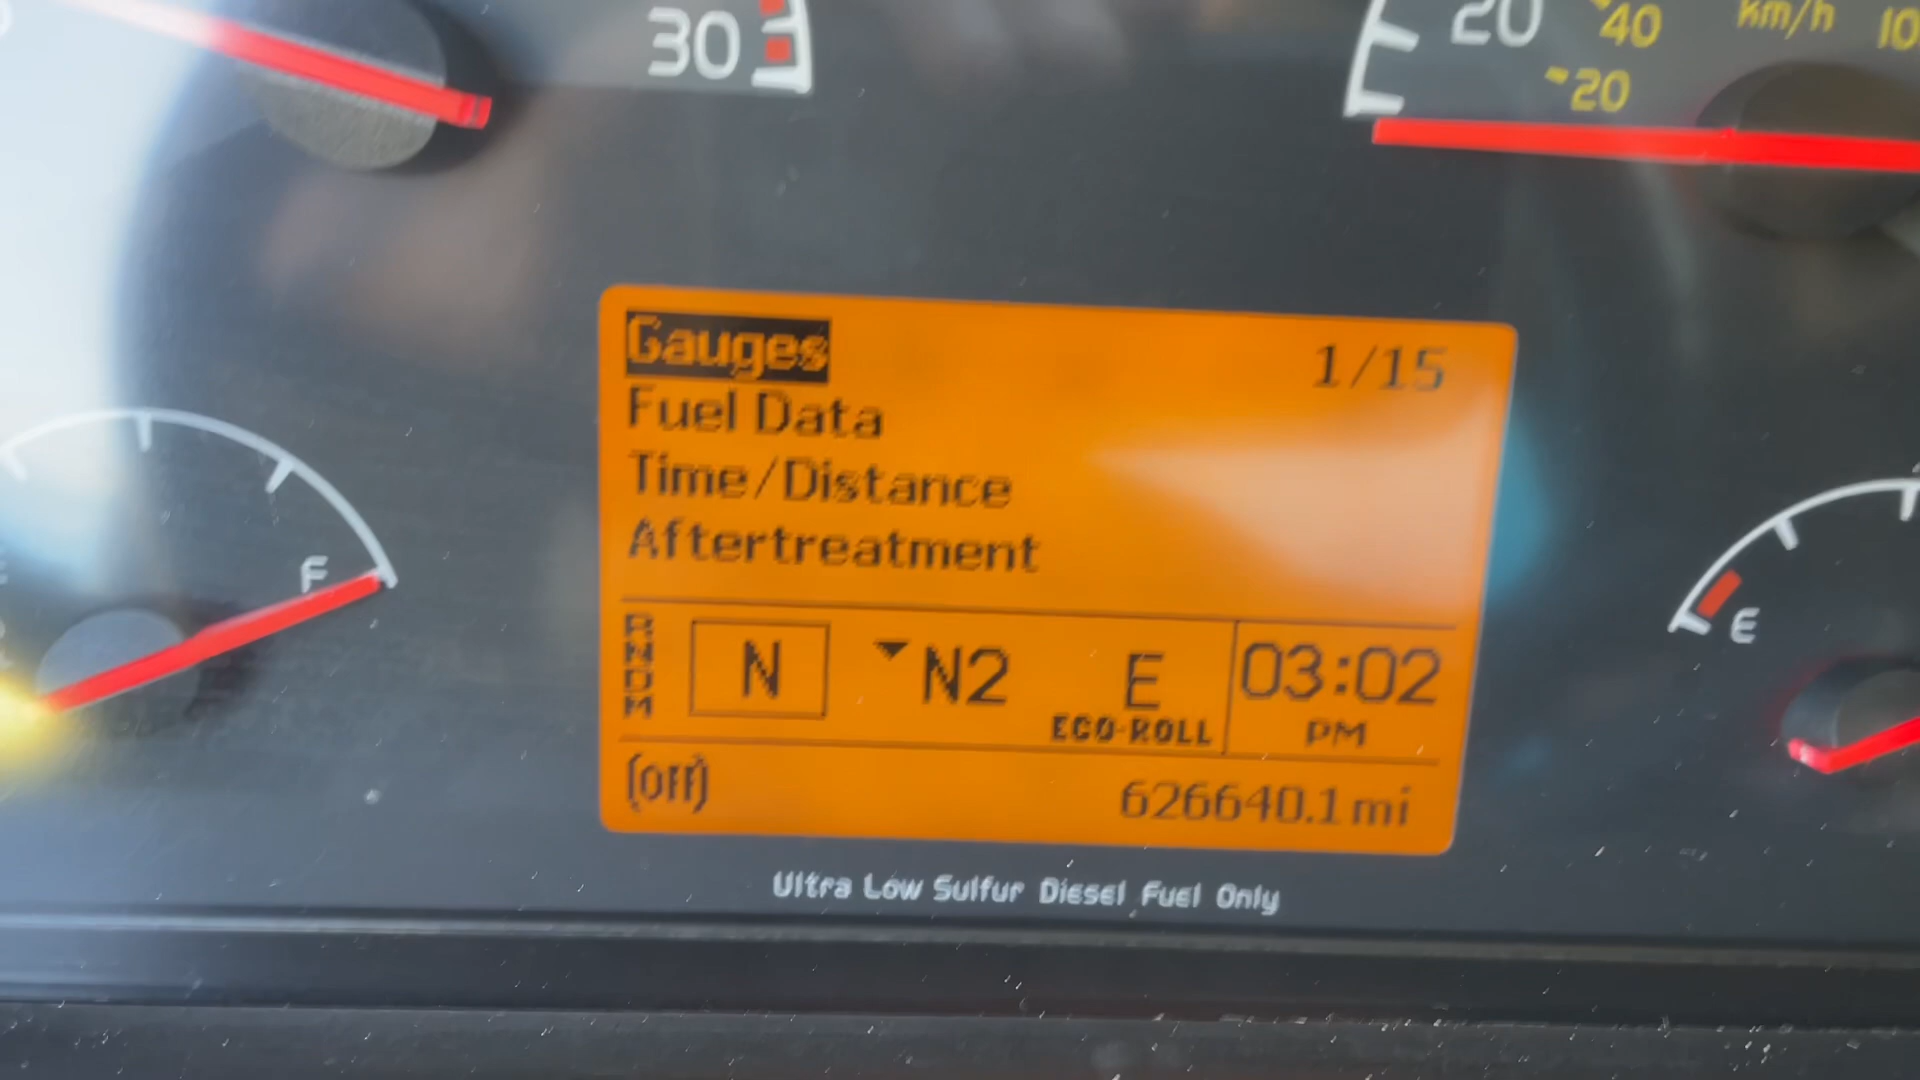 30
20
40
km/h
20
Gauges
1/15
Fuel Data
Time/Distance
Aftertreatment
F
E
RNDM
N
N2
E
ECO-ROLL
03:02
PM
(Off)
626640.1 mi
Ultra Low Sulfur Diesel Fuel Only